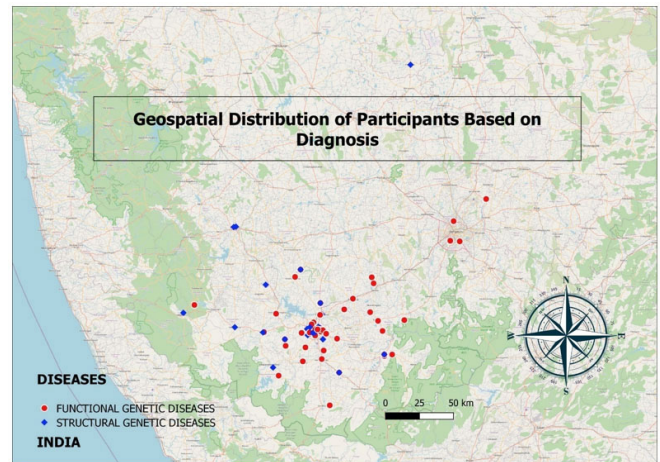 Geospatial Distribution of Participants Based on
Diagnosis
N
W
E
S
DISEASES
0 25 50 km
FUNCTIONAL GENETIC DISEASES
STRUCTURAL GENETIC DISEASES
INDIA